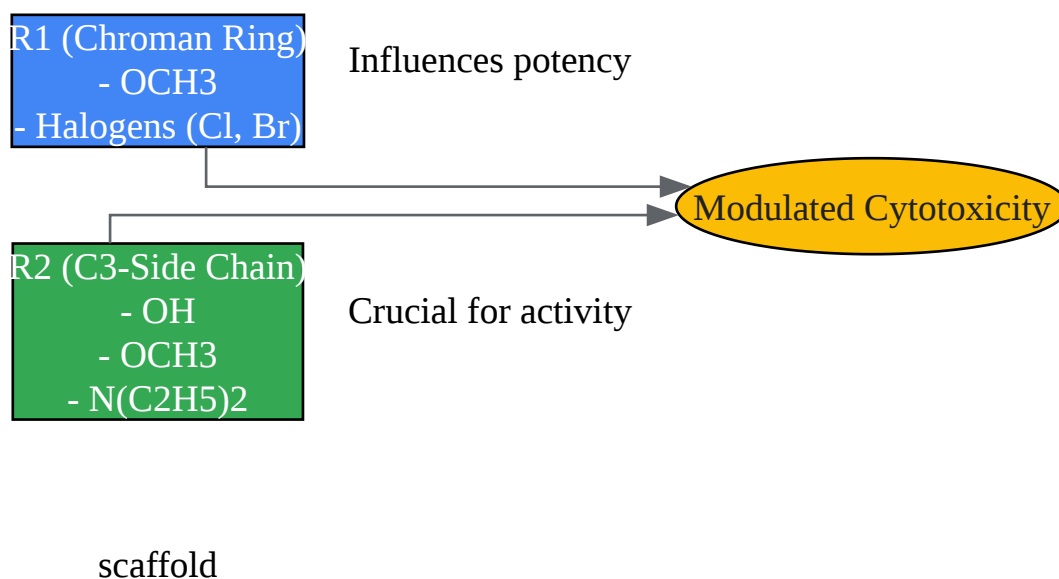 R1 (Chroman Ring)
- OCH3
- Halogens (Cl, Br)
Influences potency
Modulated Cytotoxicity
R2 (C3-Side Chain)
- OH
- OCH3
- N(C2H5)2
Crucial for activity
scaffold